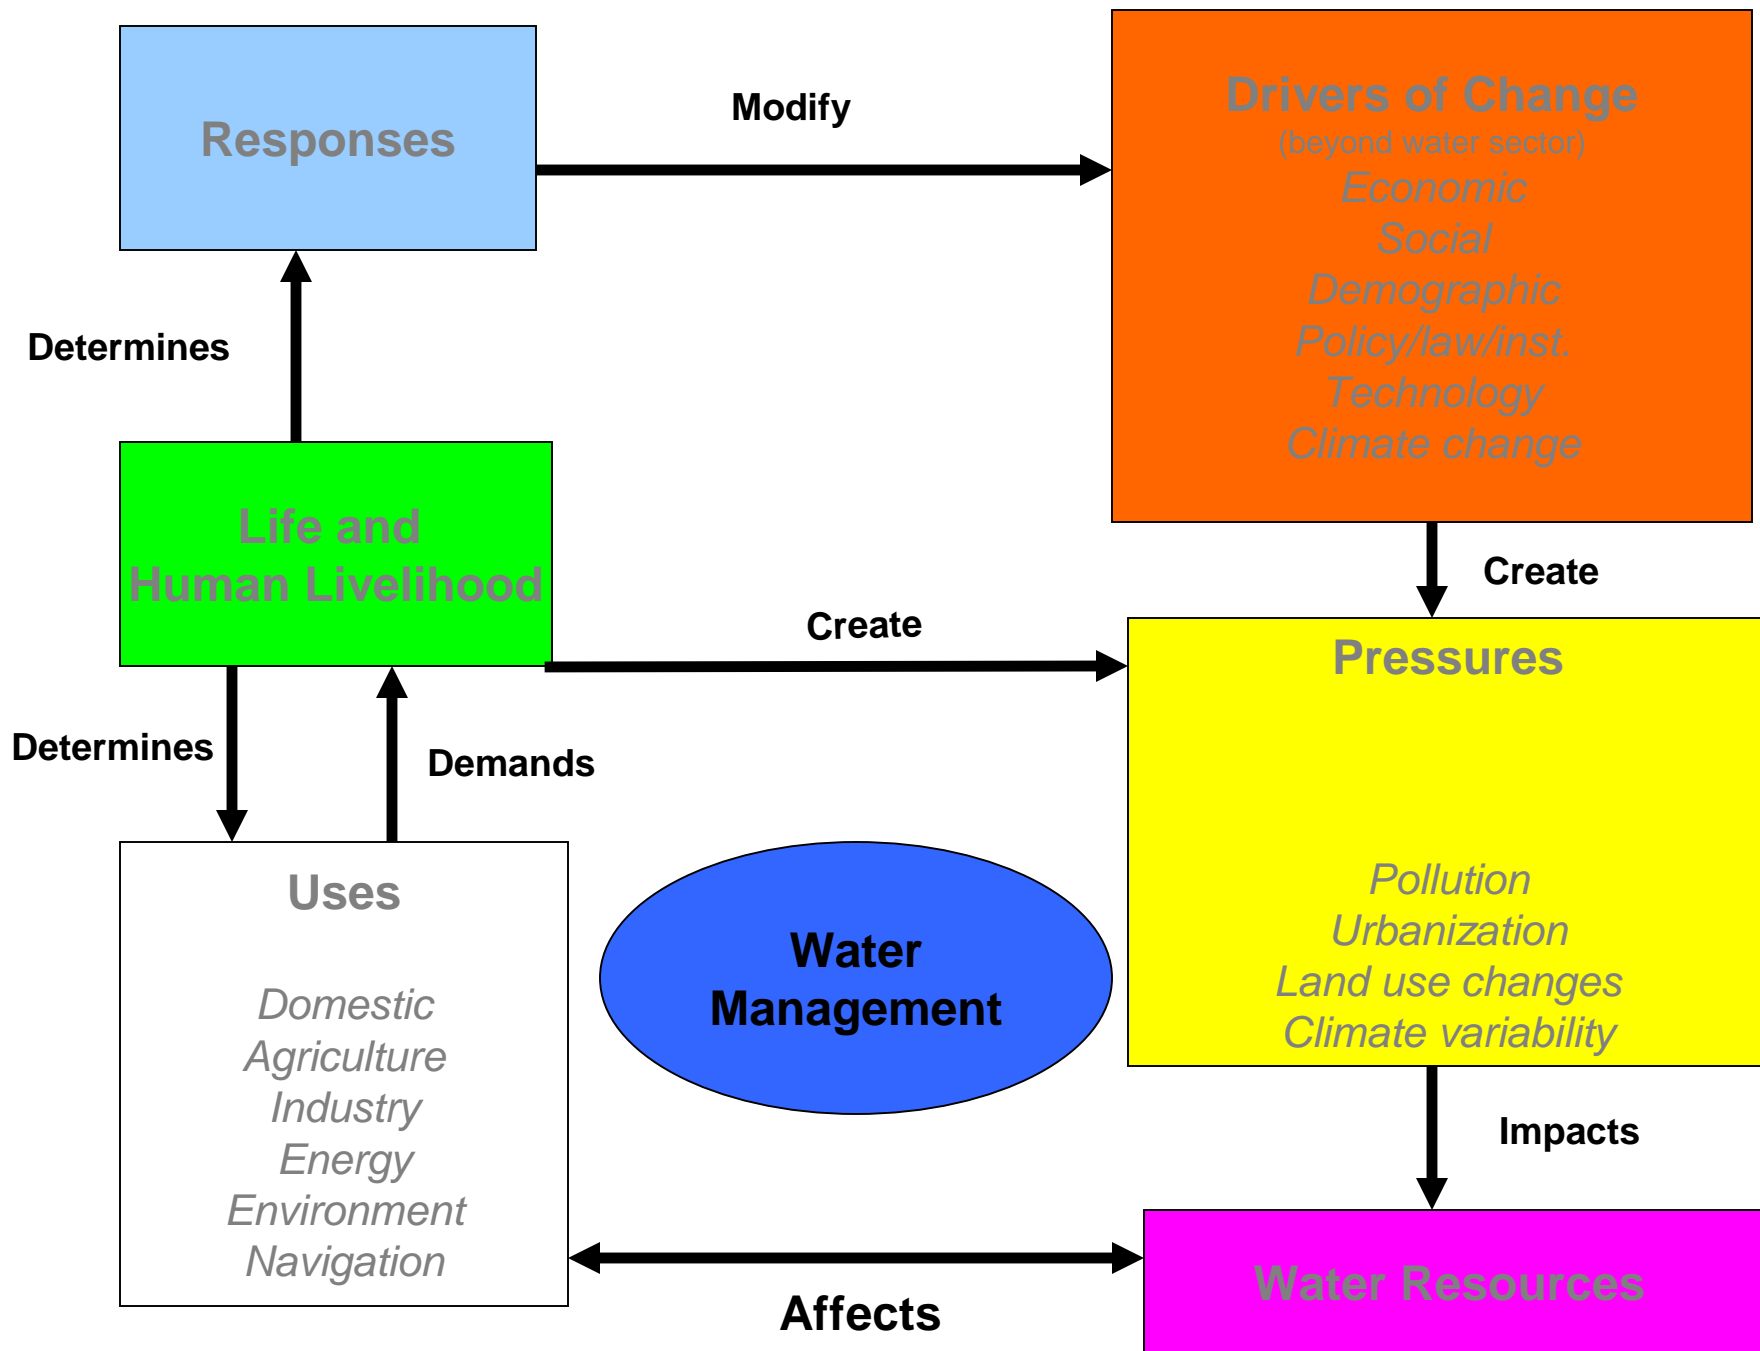 Responses
Modify
Drivers of Change
(beyond water sector)
Economic
Social
Demographic
Policy/law/inst.
Technology
Climate change
Determines
Life and
Human Livelihood
Create
Create
Pressures
Pollution
Urbanization
Land use changes
Climate variability
Determines
Demands
Uses
Domestic
Agriculture
Industry
Energy
Environment
Navigation
Water
Management
Impacts
Affects
Water Resources